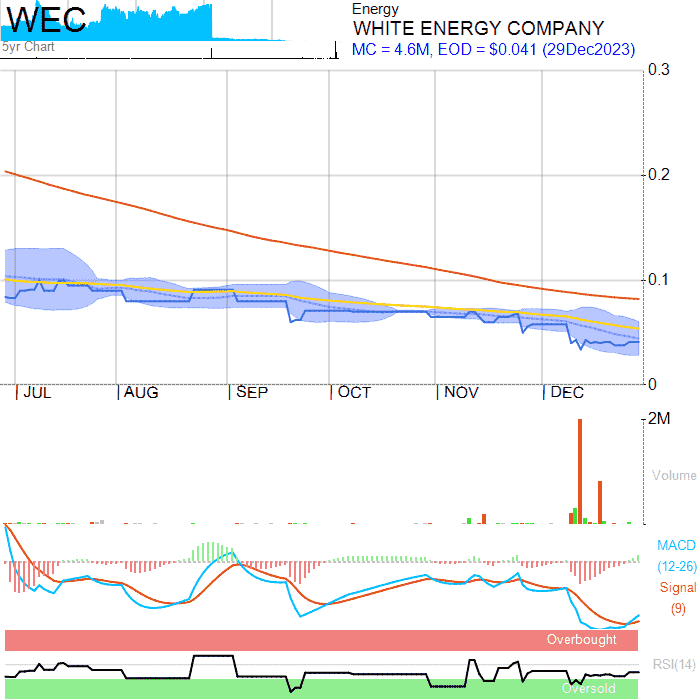 WEC
5yr Chart
Energy
WHITE ENERGY COMPANY
MC = 4.6M, EOD = $0.041 (29Dec2023)
0.3
0.2
0.1
0
JUL AUG SEP OCT NOV DEC
2M
Volume
MACD
(12-26)
Signal
(9)
Overbought
RSI(14)
Oversold